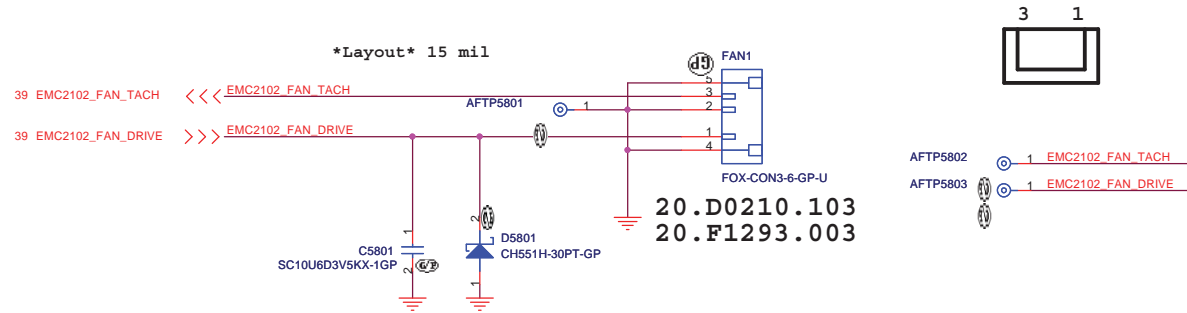 3 1
*Layout* 15 mil
FAN1
GP
5
39 EMC2102_FAN_TACH
EMC2102_FAN_TACH
3
AFTP5801
1
2
39 EMC2102_FAN_DRIVE
EMC2102_FAN_DRIVE
1
4
FOX-CON3-6-GP-U
20.D0210.103
20.F1293.003
AFTP5802
1
EMC2102_FAN_TACH
AFTP5803
1
EMC2102_FAN_DRIVE
1
2
C5801
SC10U6D3V5KX-1GP
2
D5801
CH551H-30PT-GP
1